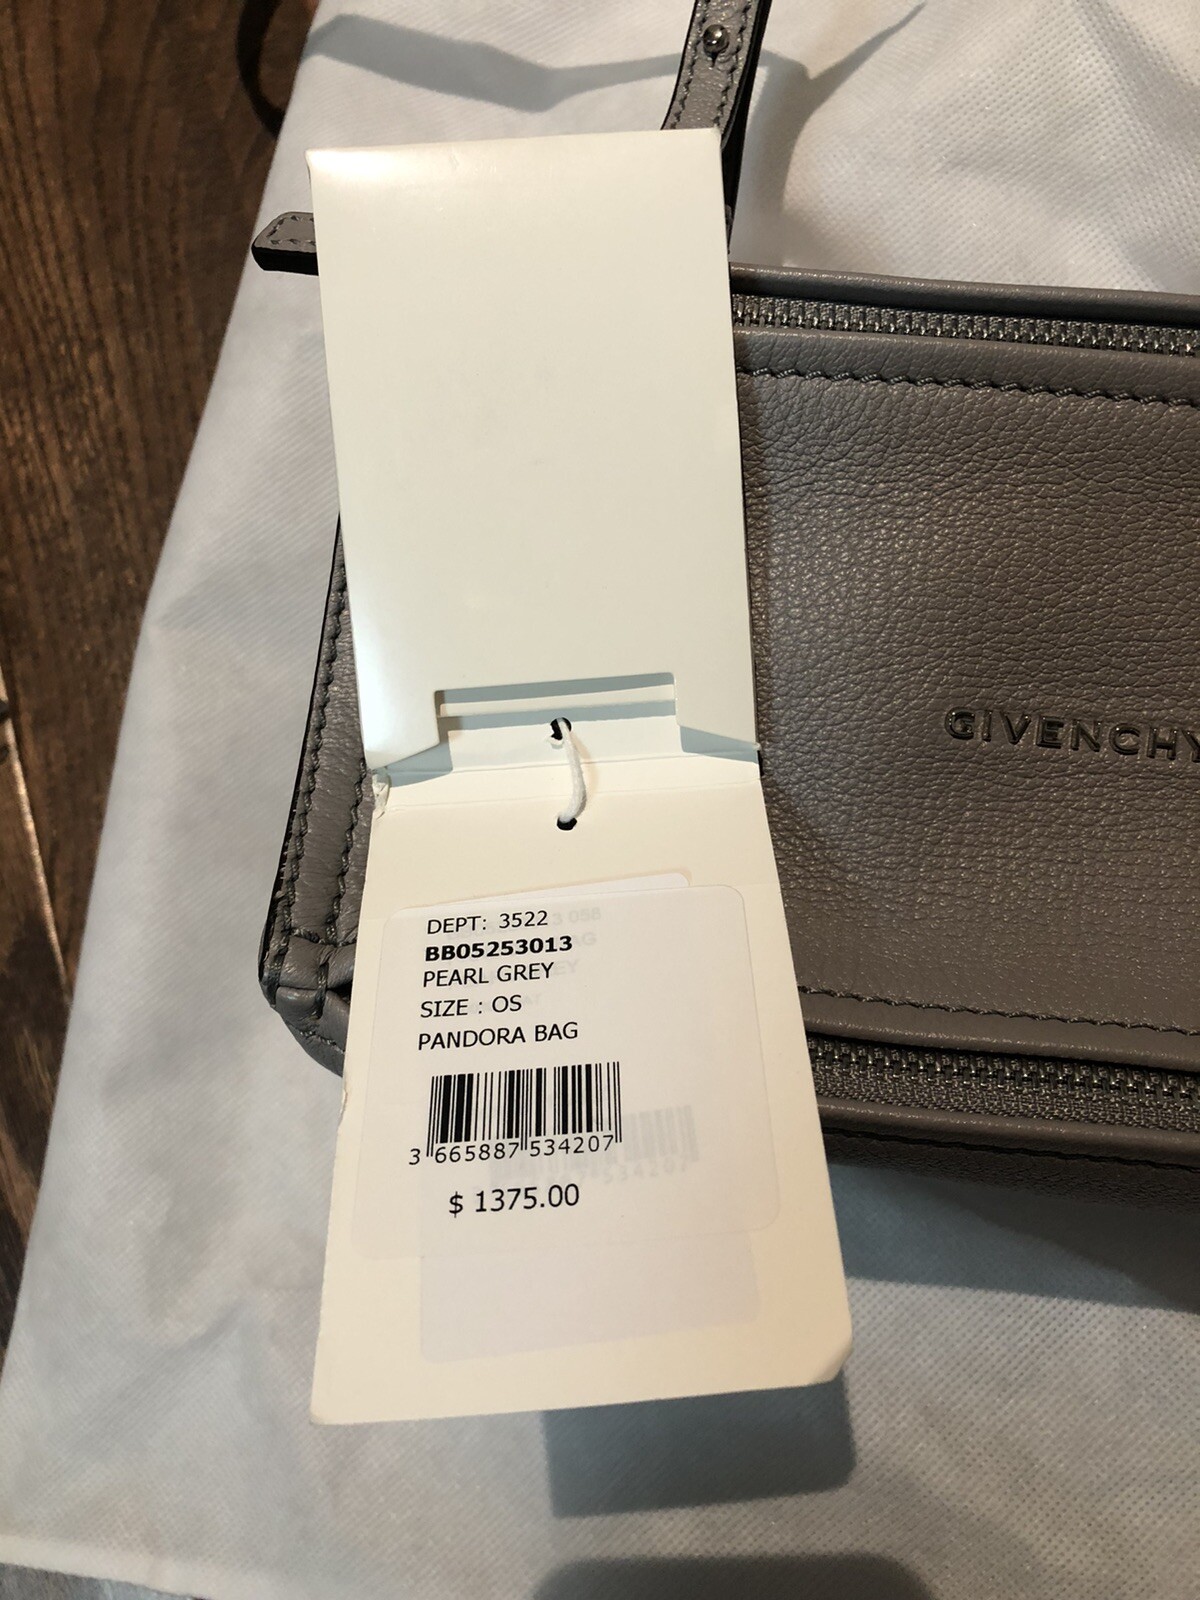 GIVENCHY
DEPT: 3522
BB05253013
PEARL GREY
SIZE : OS
PANDORA BAG
3 665887 534207
$ 1375.00